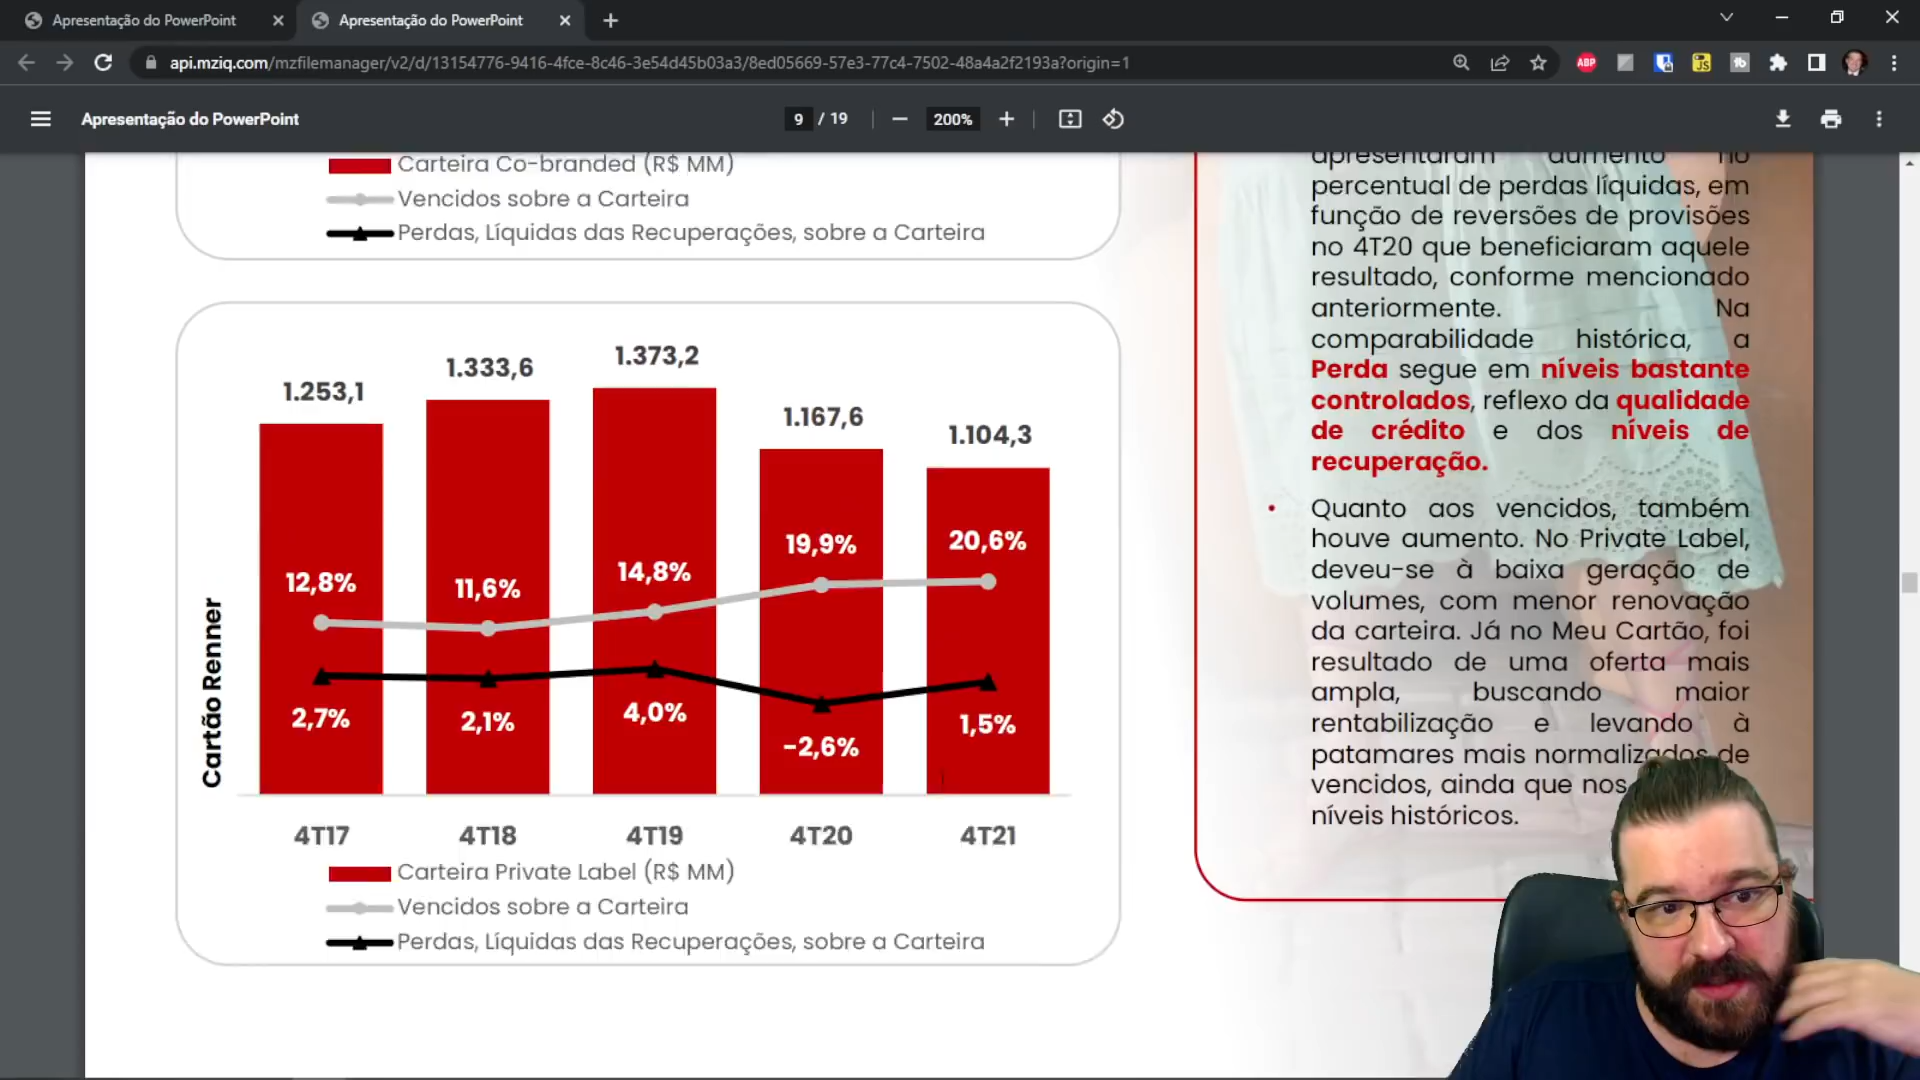 Apresentação do PowerPoint
Apresentação do PowerPoint
api.mziq.com/mzfilemanager/v2/d/13154776-9416-4fce-8c46-3e54d45b03a3/8ed05669-57e3-77c4-7502-48a4a2f2193a?origin=1
ABP
JS
Apresentação do PowerPoint
9 / 19
200%
Carteira Co-branded (R$ MM)
Vencidos sobre a Carteira
Perdas, Líquidas das Recuperações, sobre a Carteira
Cartão Renner
1.253,1
1.333,6
1.373,2
1.167,6
1.104,3
12,8%
11,6%
14,8%
19,9%
20,6%
2,7%
2,1%
4,0%
-2,6%
1,5%
4T17
4T18
4T19
4T20
4T21
Carteira Private Label (R$ MM)
Vencidos sobre a Carteira
Perdas, Líquidas das Recuperações, sobre a Carteira
apresentaram aumento no
percentual de perdas líquidas, em
função de reversões de provisões
no 4T20 que beneficiaram aquele
resultado, conforme mencionado
anteriormente. Na
comparabilidade histórica, a
Perda segue em níveis bastante
controlados, reflexo da qualidade
de crédito e dos níveis de
recuperação.
• Quanto aos vencidos, também
houve aumento. No Private Label,
deveu-se à baixa geração de
volumes, com menor renovação
da carteira. Já no Meu Cartão, foi
resultado de uma oferta mais
ampla, buscando maior
rentabilização e levando à
patamares mais normalizados de
vencidos, ainda que nos
níveis históricos.